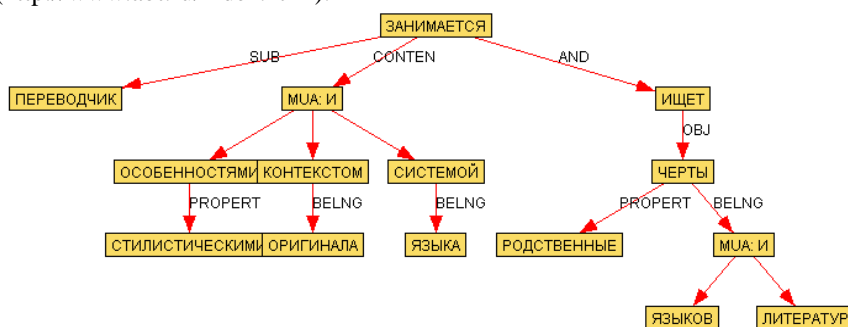 ЗАНИМАЕТСЯ
SUB CONTEN AND
ПЕРЕВОДЧИК MUA: И ИЩЕТ
OBJ
ОСОБЕННОСТЯМИ КОНТЕКСТОМ СИСТЕМОЙ ЧЕРТЫ
PROPERT BELNG BELNG PROPERT BELNG
СТИЛИСТИЧЕСКИМИ ОРИГИНАЛА ЯЗЫКА РОДСТВЕННЫЕ MUA: И
ЯЗЫКОВ ЛИТЕРАТУР